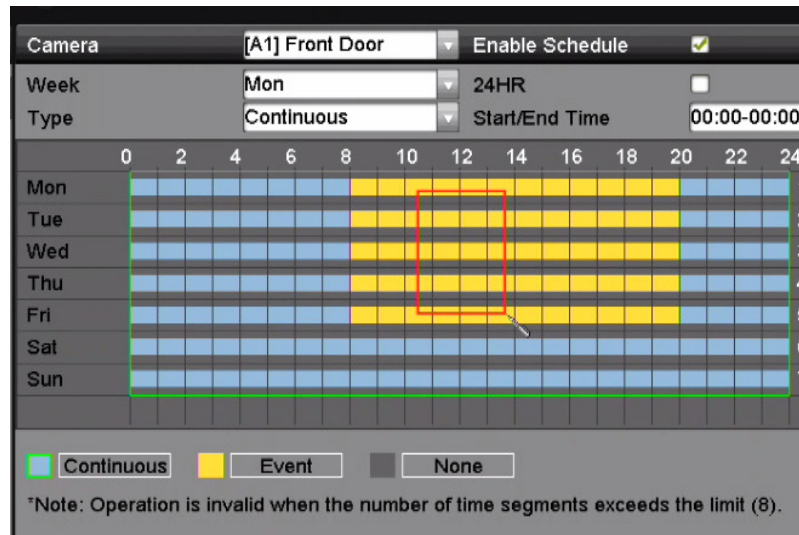 Camera [A1] Front Door Enable Schedule
Week Mon 24HR
Type Continuous Start/End Time 00:00-00:00
0 2 4 6 8 10 12 14 16 18 20 22 24
Mon
Tue
Wed
Thu
Fri
Sat
Sun
Continuous Event None
*Note: Operation is invalid when the number of time segments exceeds the limit (8).